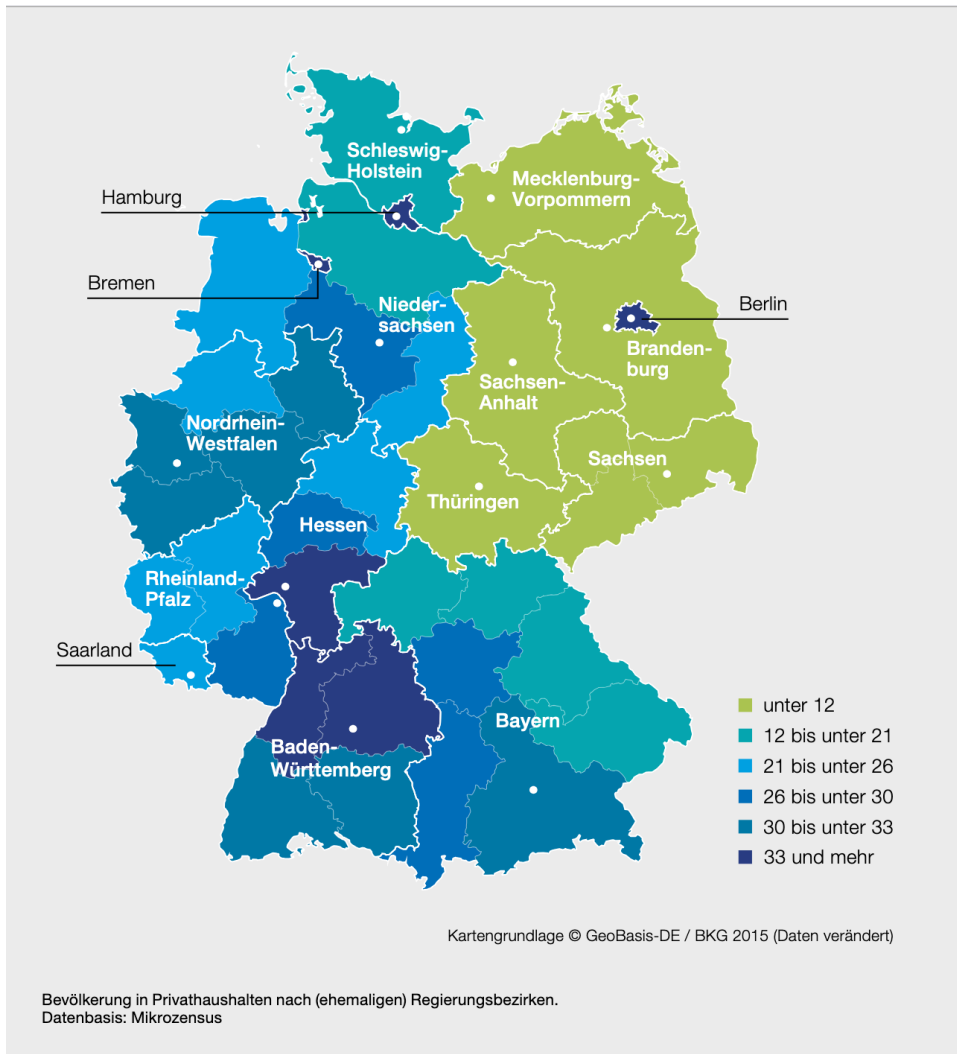 Schleswig-
Holstein
Mecklenburg-
Vorpommern
Hamburg
Bremen
Nieder-
sachsen
Berlin
Branden-
burg
Sachsen-
Anhalt
Nordrhein-
Westfalen
Sachsen
Thüringen
Hessen
Rheinland-
Pfalz
Saarland
Bayern
Baden-
Württemberg
unter 12
12 bis unter 21
21 bis unter 26
26 bis unter 30
30 bis unter 33
33 und mehr
Kartengrundlage © GeoBasis-DE / BKG 2015 (Daten verändert)
Bevölkerung in Privathaushalten nach (ehemaligen) Regierungsbezirken.
Datenbasis: Mikrozensus